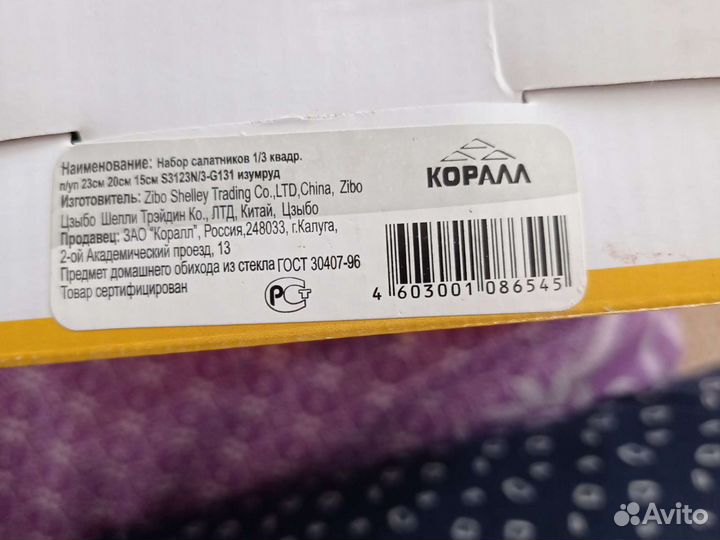 Наименование: Набор салатников 1/3 квадр.
п/уп 23см 20см 15см S3123N/3-G131 изумруд
Изготовитель: Zibo Shelley Trading Co.,LTD,China, Zibo
Цзыбо Шелли Трэйдин Ко., ЛТД, Китай, Цзыбо
Продавец: ЗАО "Коралл", Россия,248033, г.Калуга,
2-ой Академический проезд, 13
Предмет домашнего обихода из стекла ГОСТ 30407-96
Товар сертифицирован
РСТ
КОРАЛЛ
4 603001 086545
Avito